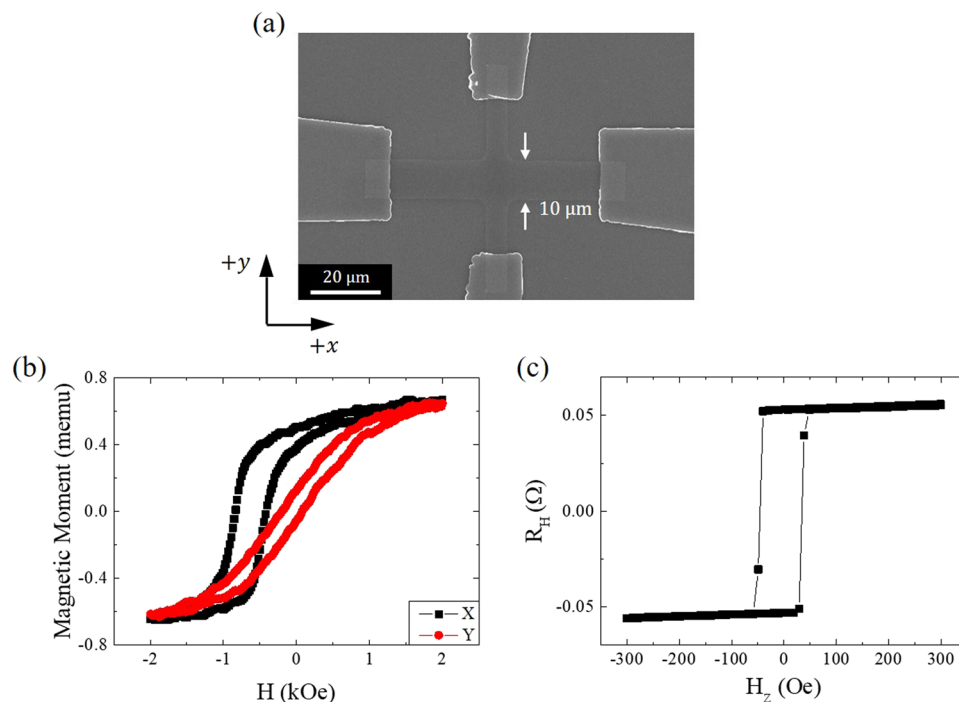 (a)
10 μm
20 μm
+y
+x
(b)
Magnetic Moment (memu)
0.8
0.4
0.0
-0.4
-0.8
-2
-1
0
1
2
H (kOe)
X
Y
(c)
R_H (Ω)
0.05
0.00
-0.05
-300
-200
-100
0
100
200
300
H_Z (Oe)